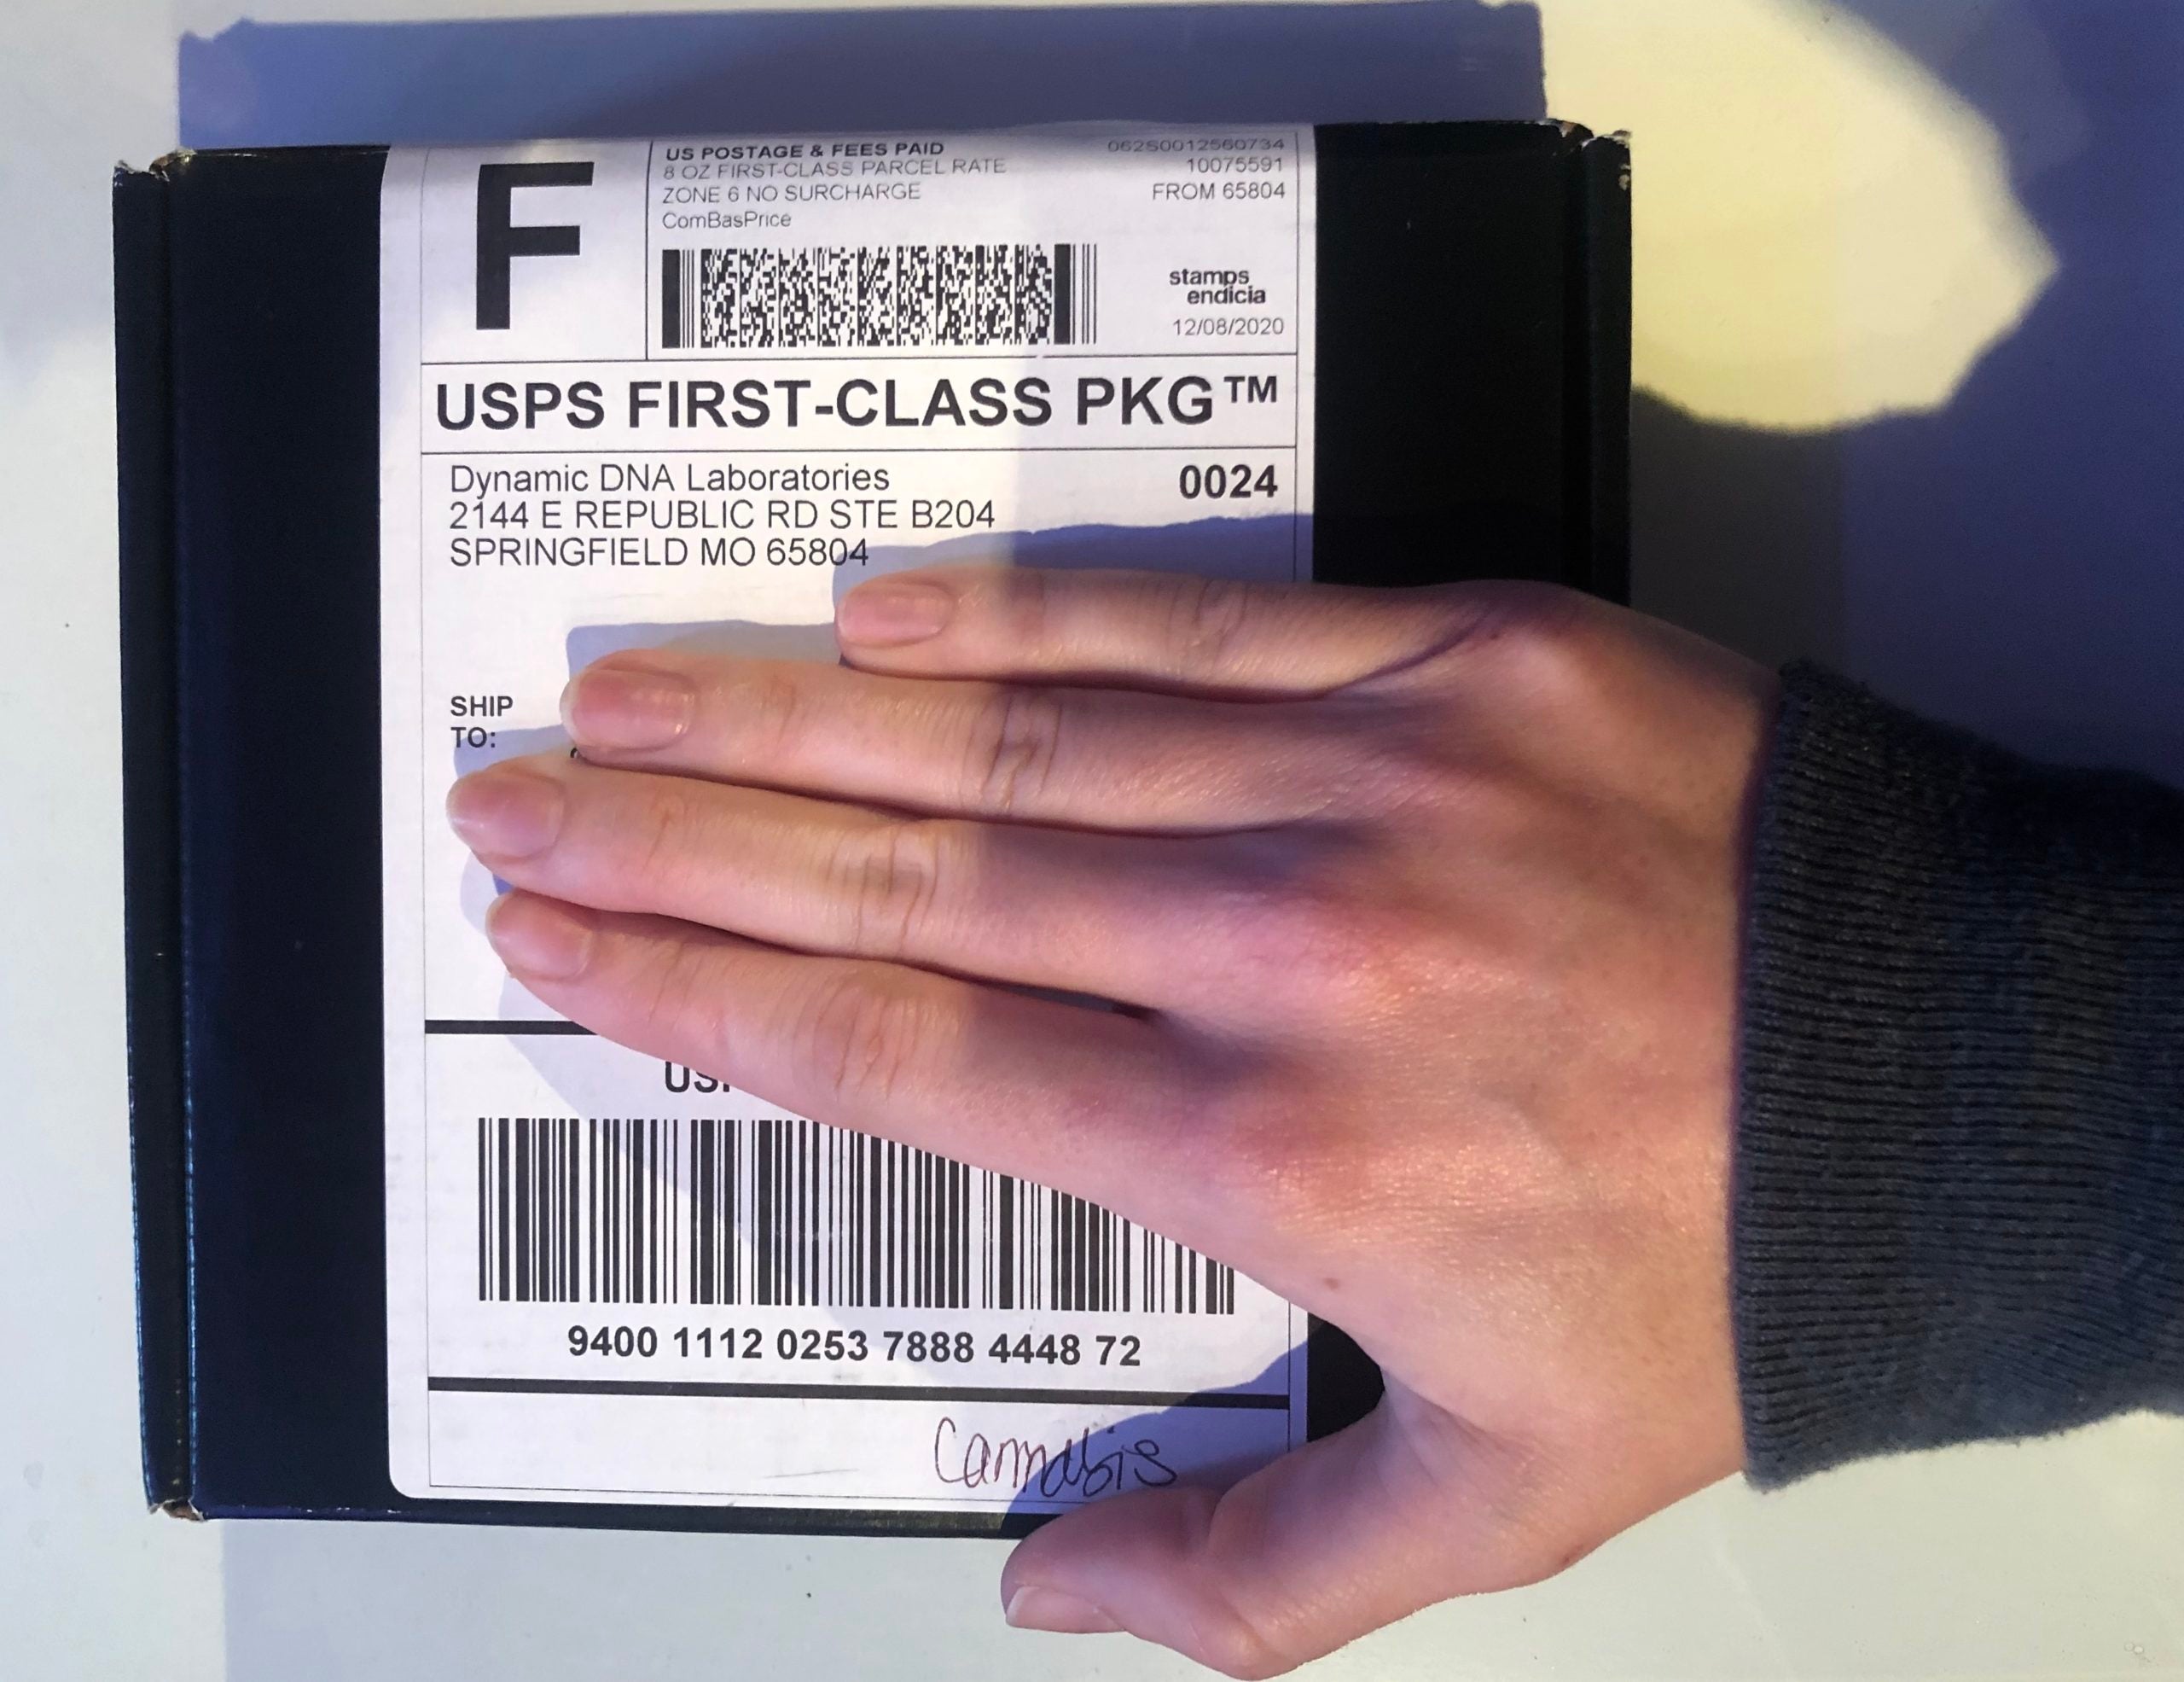 F
US POSTAGE & FEES PAID
8 OZ FIRST-CLASS PARCEL RATE
ZONE 6 NO SURCHARGE
ComBasPrice
062S0012560734
10075591
FROM 65804
stamps
endicia
12/08/2020
USPS FIRST-CLASS PKG™
Dynamic DNA Laboratories
2144 E REPUBLIC RD STE B204
SPRINGFIELD MO 65804
0024
SHIP
TO:
9400 1112 0253 7888 4448 72
Cannabis